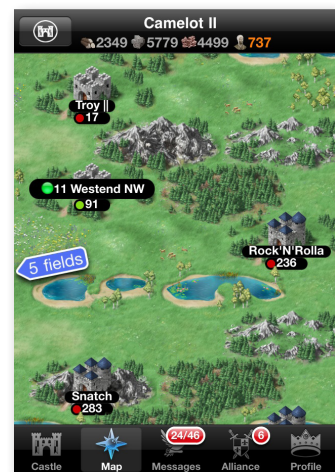 Camelot II
2349 5779 4499 737
Troy ||
17
11 Westend NW
91
Rock'N'Rolla
236
5 fields
Snatch
283
24/46 6
Castle Map Messages Alliance Profile